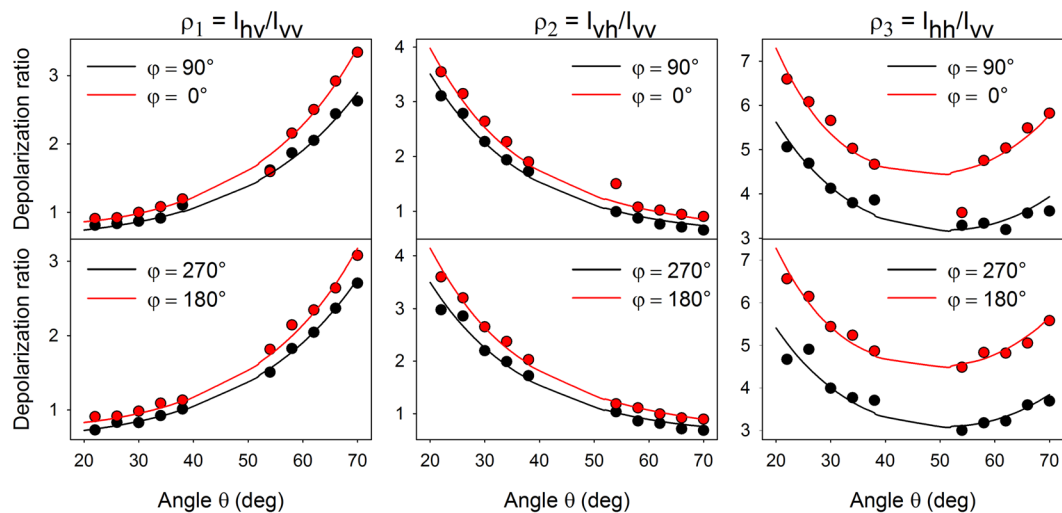 ρ1 = Ihv/Ivv
ρ2 = Ivh/Ivv
ρ3 = Ihh/Ivv
Depolarization ratio
3
2
1
φ = 90°
φ = 0°
4
3
2
1
φ = 90°
φ = 0°
7
6
5
4
3
φ = 90°
φ = 0°
Depolarization ratio
3
2
1
φ = 270°
φ = 180°
4
3
2
1
φ = 270°
φ = 180°
7
6
5
4
3
φ = 270°
φ = 180°
20 30 40 50 60 70
20 30 40 50 60 70
20 30 40 50 60 70
Angle θ (deg)
Angle θ (deg)
Angle θ (deg)